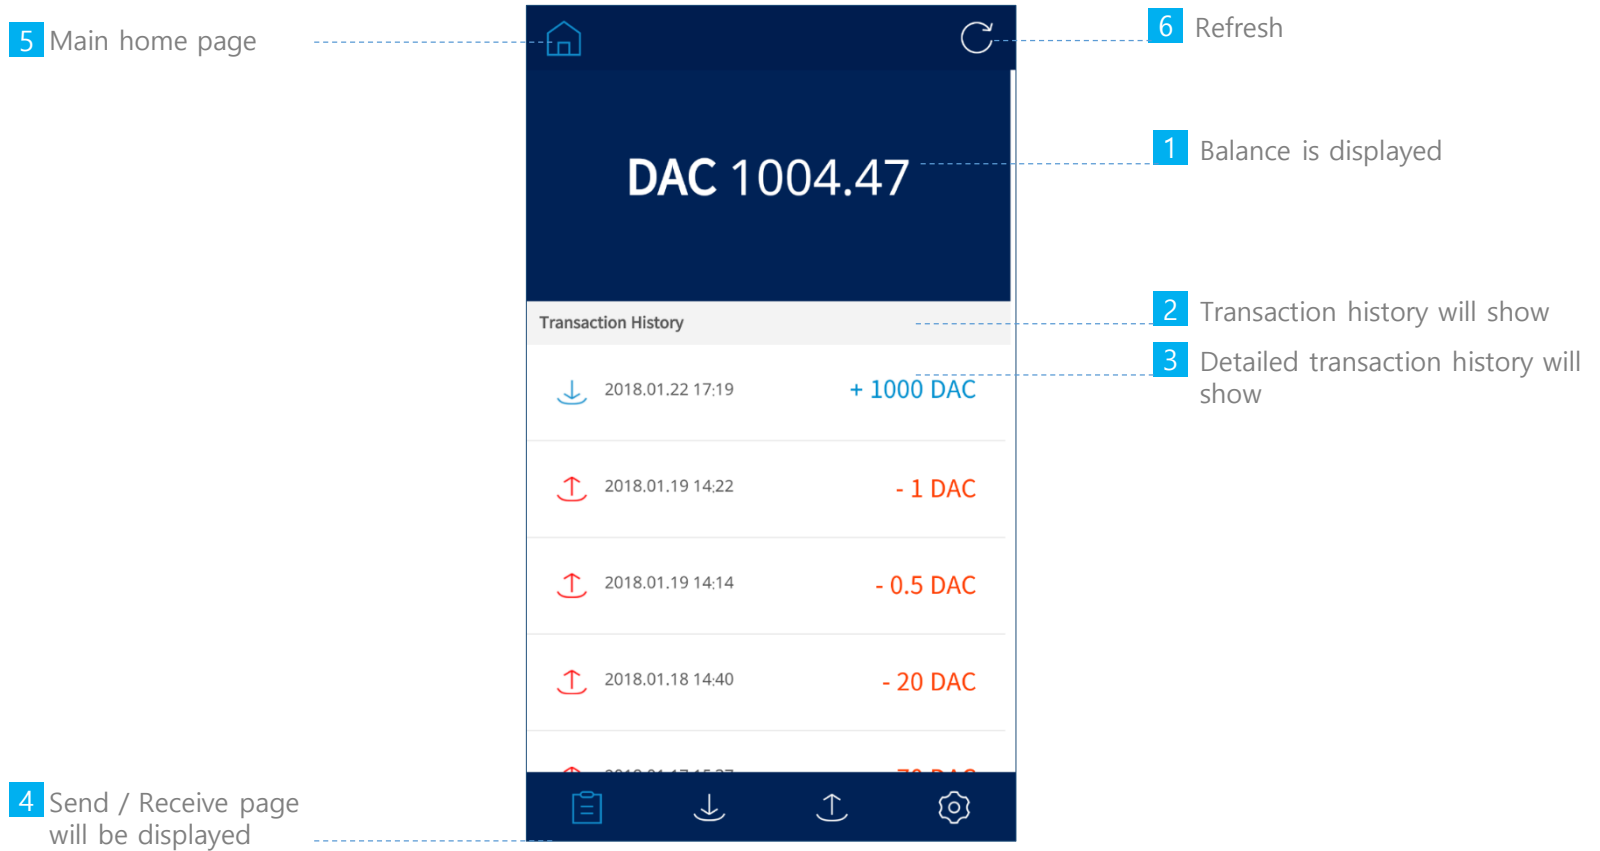 5 Main home page
6 Refresh
DAC 1004.47
1 Balance is displayed
Transaction History
2 Transaction history will show
3 Detailed transaction history will
show
2018.01.22 17:19 + 1000 DAC
2018.01.19 14:22 - 1 DAC
2018.01.19 14:14 - 0.5 DAC
2018.01.18 14:40 - 20 DAC
4 Send / Receive page
will be displayed